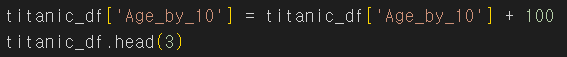 titanic_df['Age_by_10'] = titanic_df['Age_by_10'] + 100
titanic_df.head(3)